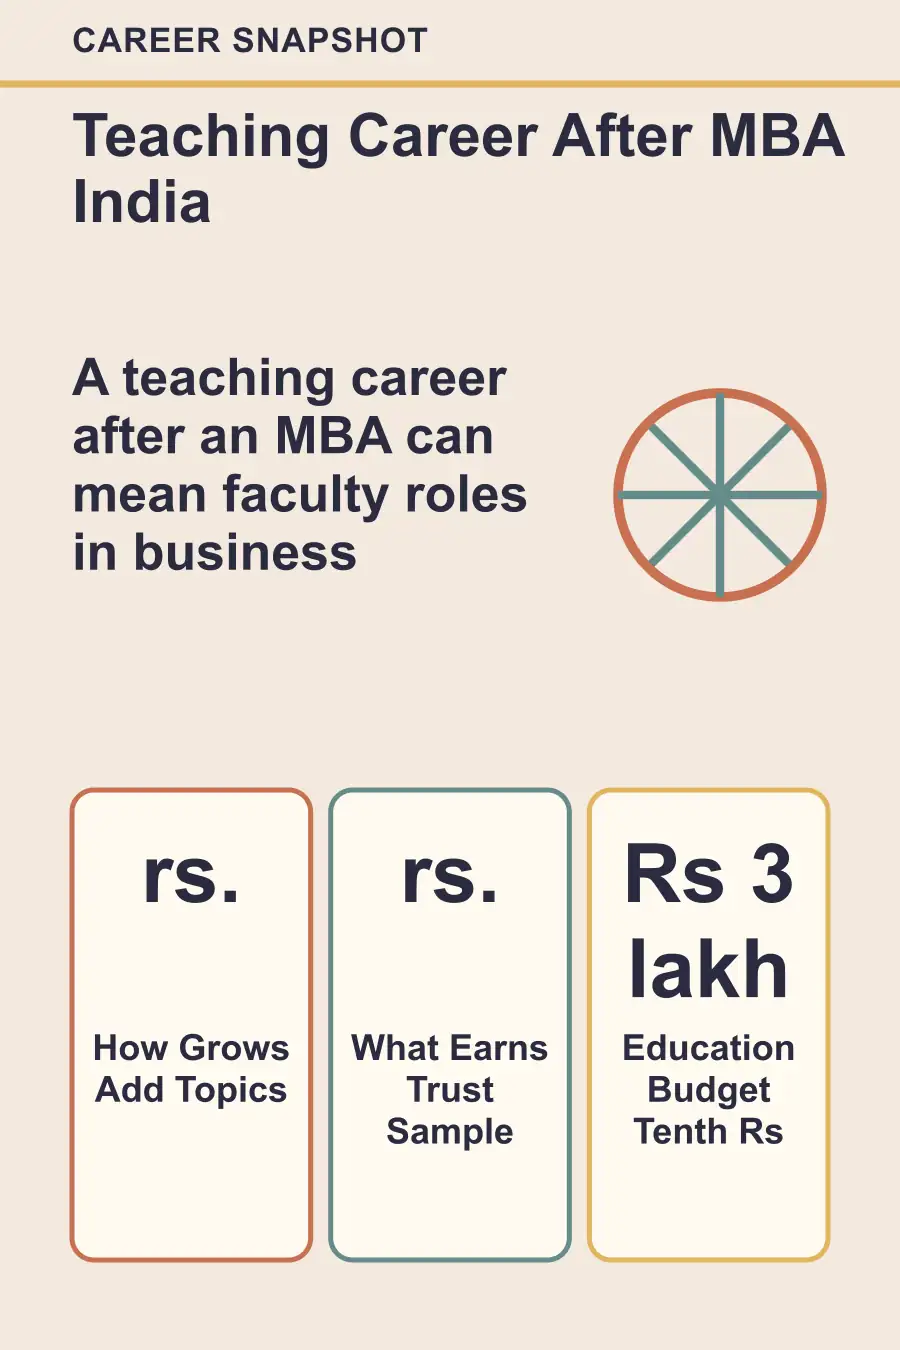 CAREER SNAPSHOT
Teaching Career After MBA
India
A teaching career
after an MBA can
mean faculty roles
in business
rs.
How Grows
Add Topics
rs.
What Earns
Trust
Sample
Rs 3
lakh
Education
Budget
Tenth Rs